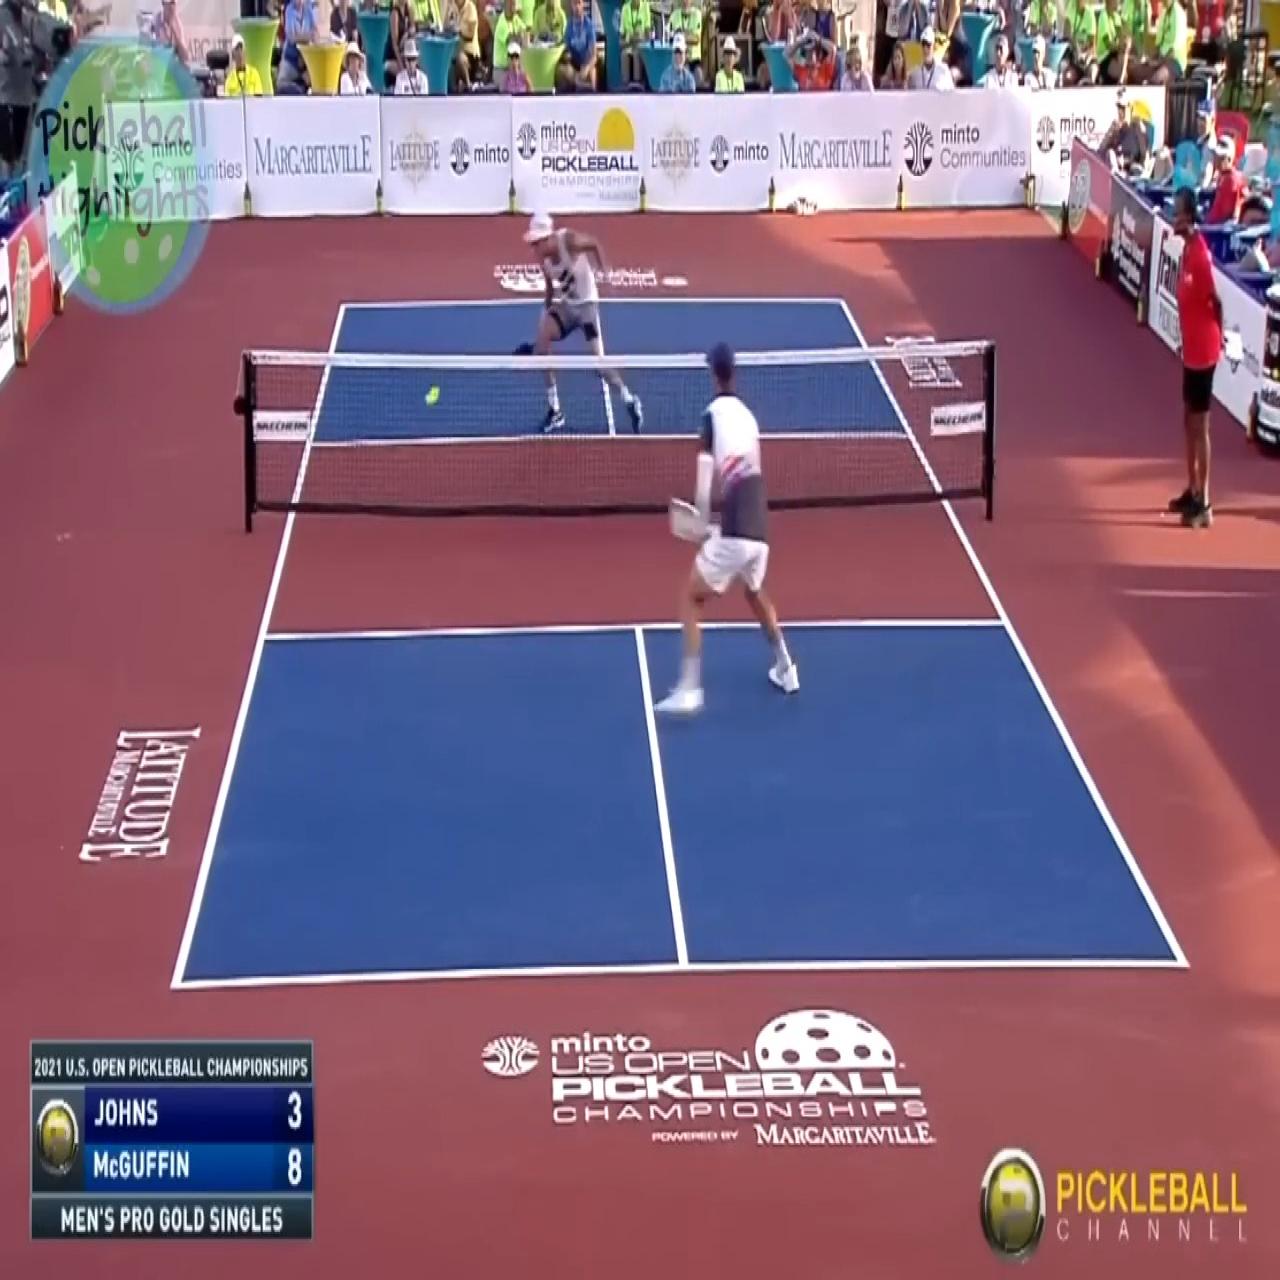 Pickleball
Highlights
minto
Communities
MARGARITAVILLE
LATITUDE
minto
minto
US OPEN
PICKLEBALL
CHAMPIONSHIPS
LATITUDE
minto
MARGARITAVILLE
minto
Communities
minto
SKECHERS
SKECHERS
LATITUDE
MARGARITAVILLE
minto
US OPEN
PICKLEBALL
CHAMPIONSHIPS
POWERED BY MARGARITAVILLE
2021 U.S. OPEN PICKLEBALL CHAMPIONSHIPS
JOHNS 3
McGUFFIN 8
MEN'S PRO GOLD SINGLES
PICKLEBALL
CHANNEL